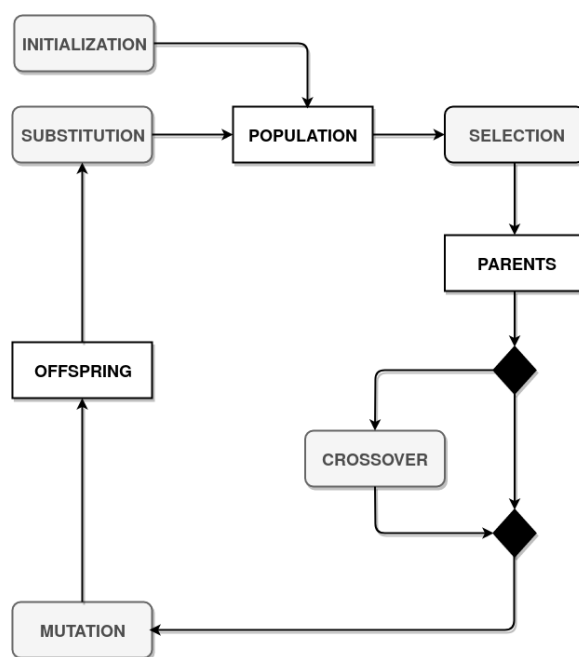 INITIALIZATION
SUBSTITUTION
POPULATION
SELECTION
PARENTS
OFFSPRING
CROSSOVER
MUTATION